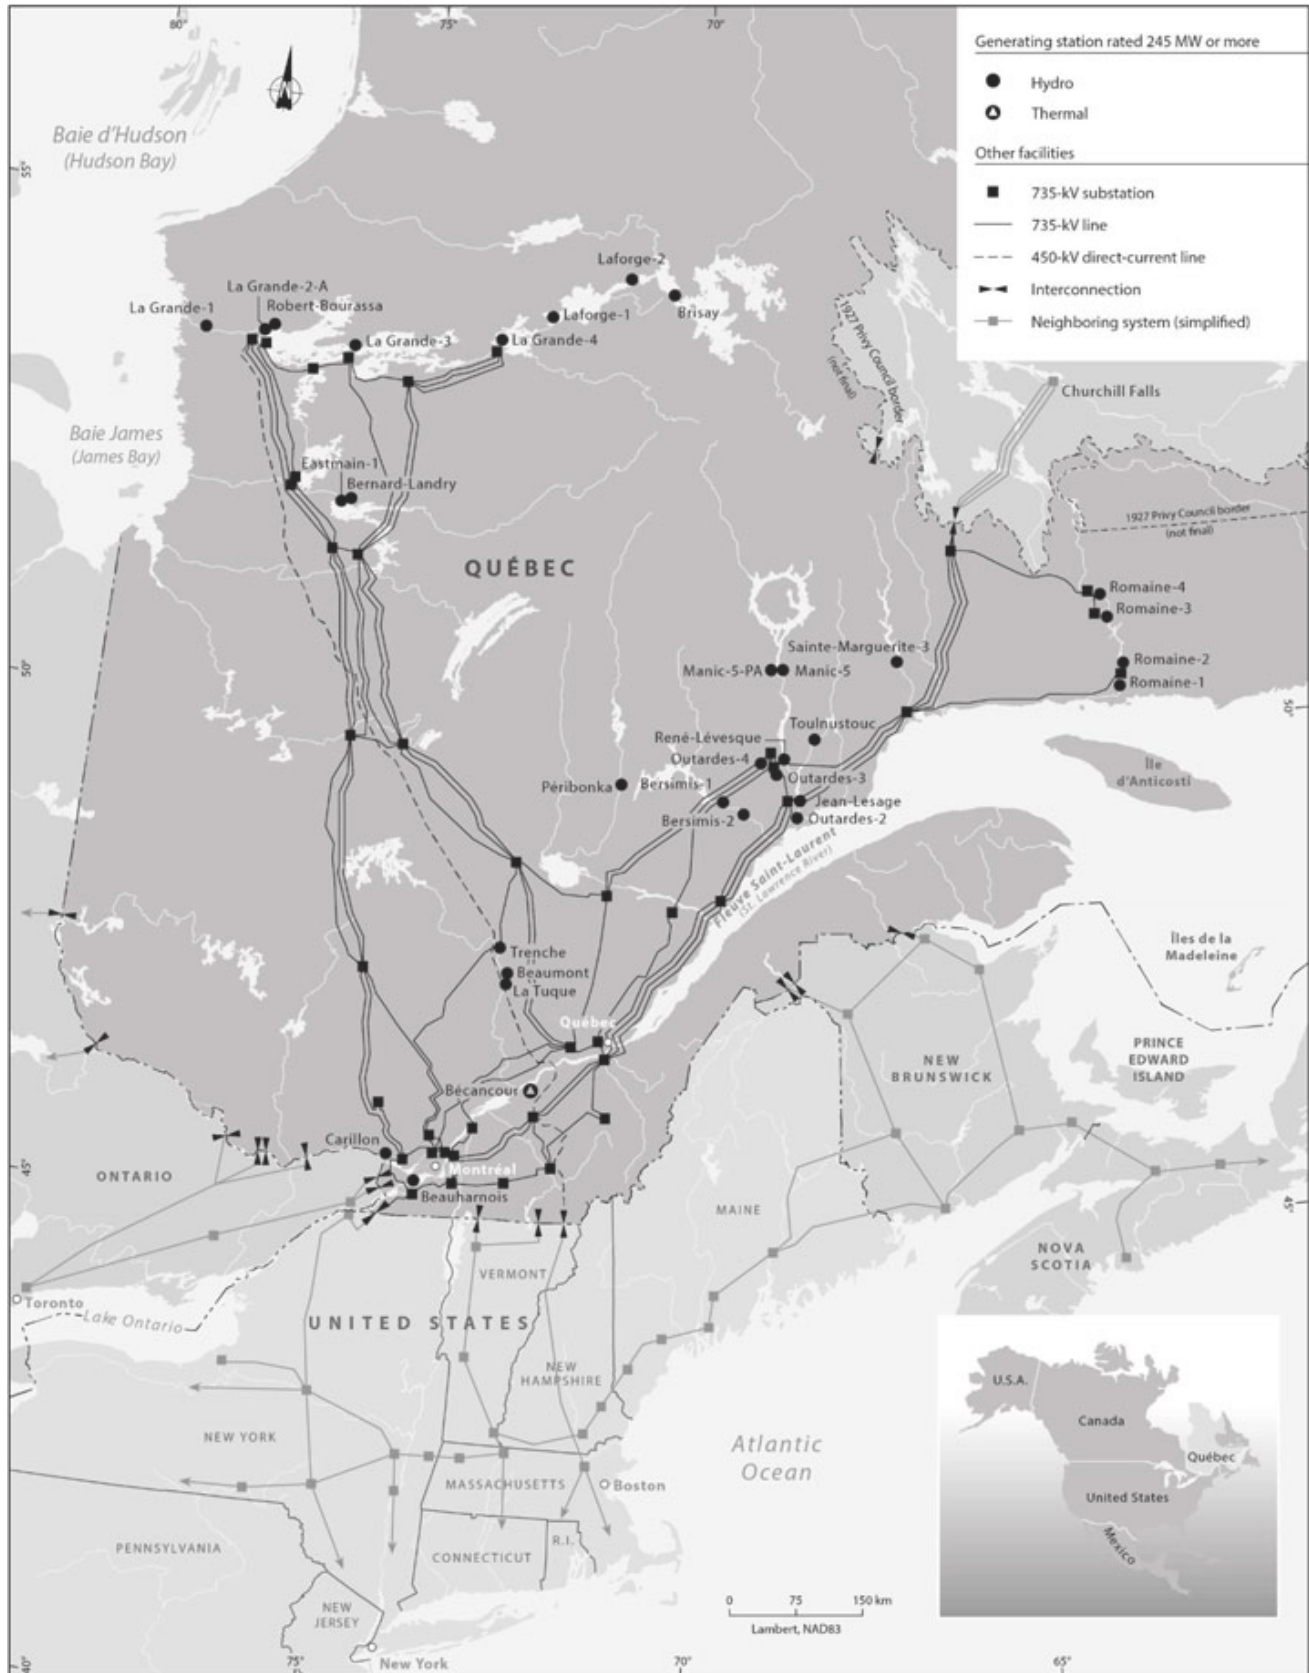 80°
75°
70°
Generating station rated 245 MW or more
Hydro
Thermal
Other facilities
735-kV substation
735-kV line
450-kV direct-current line
Interconnection
Neighboring system (simplified)
Baie d'Hudson
(Hudson Bay)
55°
Laforge-2
La Grande-2-A
Robert-Bourassa
La Grande-1
Laforge-1
Brisay
La Grande-3
La Grande-4
1927 Privy Council border
(not final)
Churchill Falls
Baie James
(James Bay)
Eastmain-1
Bernard-Landry
1927 Privy Council border
(not final)
QUÉBEC
Romaine-4
Romaine-3
Sainte-Marguerite-3
50°
Manic-5-PA
Manic-5
Romaine-2
Romaine-1
50°
Toulnustouc
René-Lévesque
Outardes-4
Île
d'Anticosti
Outardes-3
Péribonka
Bersimis-1
Jean-Lesage
Bersimis-2
Outardes-2
Fleuve Saint-Laurent
(St. Lawrence River)
Îles de la
Madeleine
Trenche
Beaumont
La Tuque
Québec
PRINCE
EDWARD
ISLAND
NEW
BRUNSWICK
Bécancour
Carillon
45°
ONTARIO
Montréal
Beauharnois
45°
MAINE
NOVA
SCOTIA
VERMONT
Toronto
Lake Ontario
UNITED STATES
NEW
HAMPSHIRE
U.S.A.
Canada
NEW YORK
Atlantic
Ocean
Québec
MASSACHUSETTS
Boston
United States
Mexico
R.I.
PENNSYLVANIA
CONNECTICUT
NEW
JERSEY
0 75 150 km
Lambert, NAD83
New York
40°
75°
70°
65°